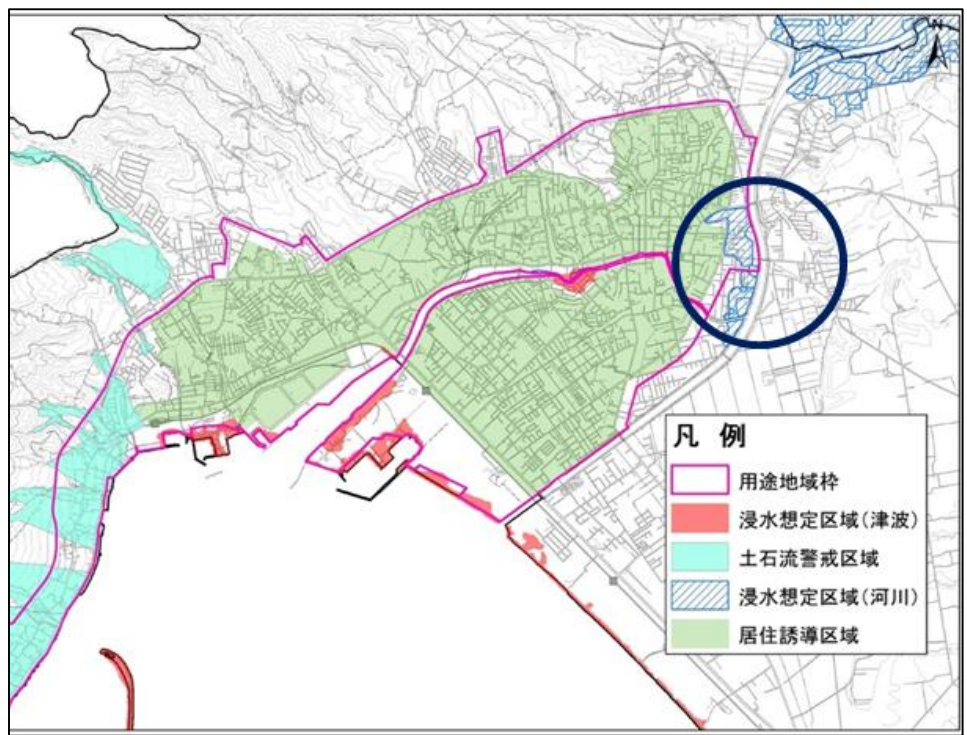 N
凡 例
用途地域枠
浸水想定区域(津波)
土石流警戒区域
浸水想定区域(河川)
居住誘導区域